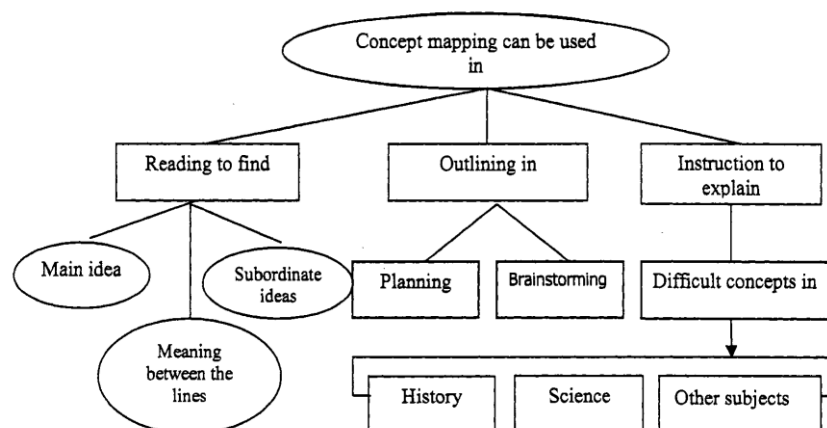 Concept mapping can be used
in
Reading to find
Outlining in
Instruction to
explain
Main idea
Subordinate
ideas
Planning
Brainstorming
Difficult concepts in
Meaning
between the
lines
History
Science
Other subjects